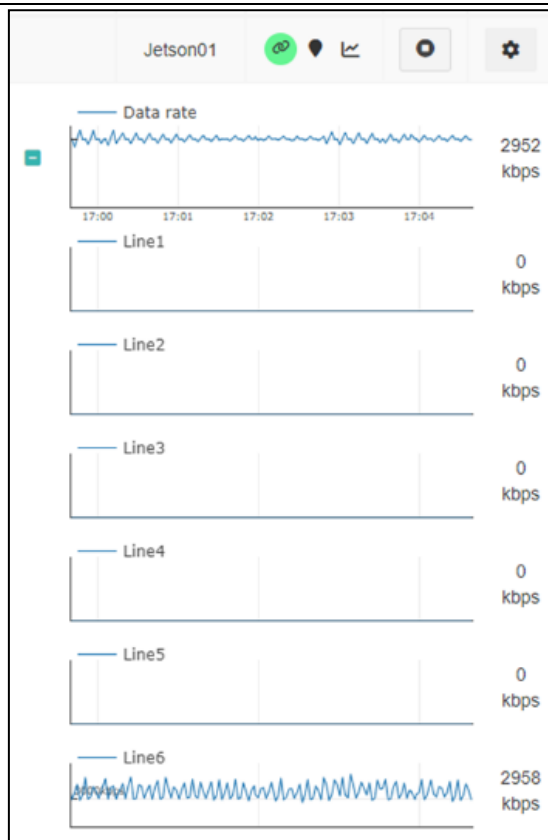 Jetson01
Data rate
2952
kbps
17:00 17:01 17:02 17:03 17:04
Line1
0
kbps
Line2
0
kbps
Line3
0
kbps
Line4
0
kbps
Line5
0
kbps
Line6
2958
kbps